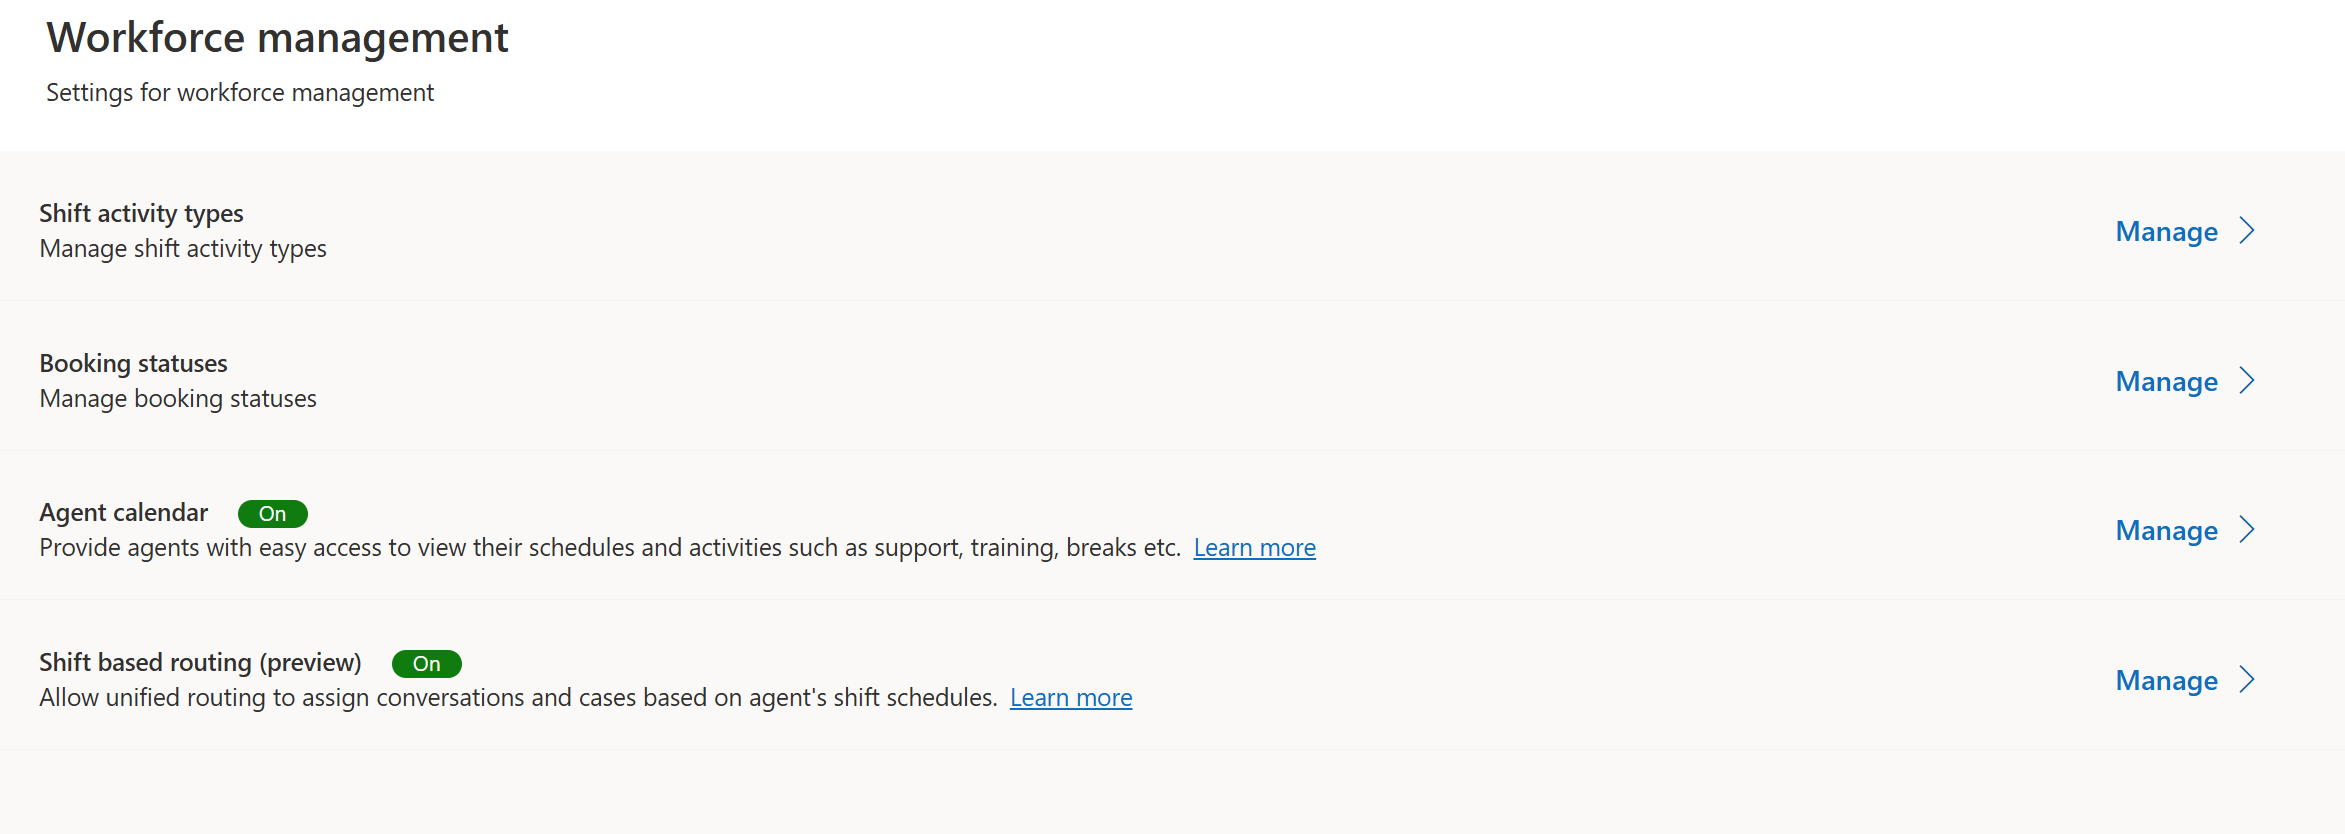 Workforce management
Settings for workforce management
Shift activity types
Manage shift activity types
Manage
Booking statuses
Manage booking statuses
Manage
Agent calendar On
Provide agents with easy access to view their schedules and activities such as support, training, breaks etc. Learn more
Manage
Shift based routing (preview) On
Allow unified routing to assign conversations and cases based on agent's shift schedules. Learn more
Manage